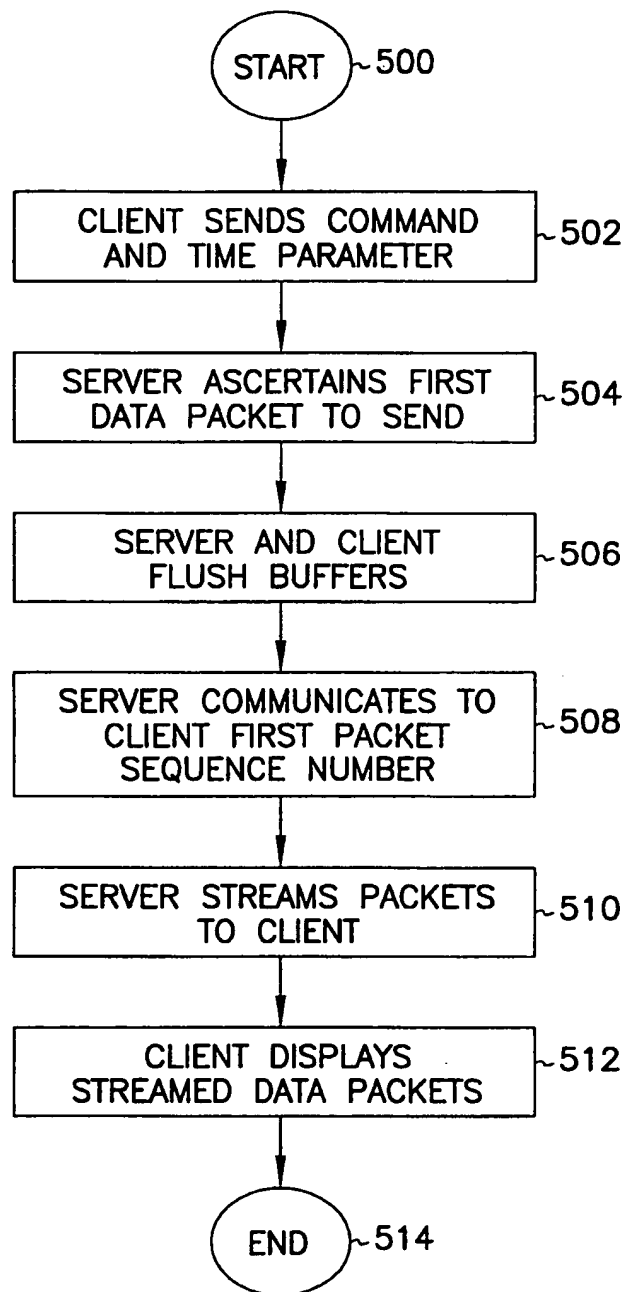 START
500
CLIENT SENDS COMMAND
AND TIME PARAMETER
502
SERVER ASCERTAINS FIRST
DATA PACKET TO SEND
504
SERVER AND CLIENT
FLUSH BUFFERS
506
SERVER COMMUNICATES TO
CLIENT FIRST PACKET
SEQUENCE NUMBER
508
SERVER STREAMS PACKETS
TO CLIENT
510
CLIENT DISPLAYS
STREAMED DATA PACKETS
512
END
514